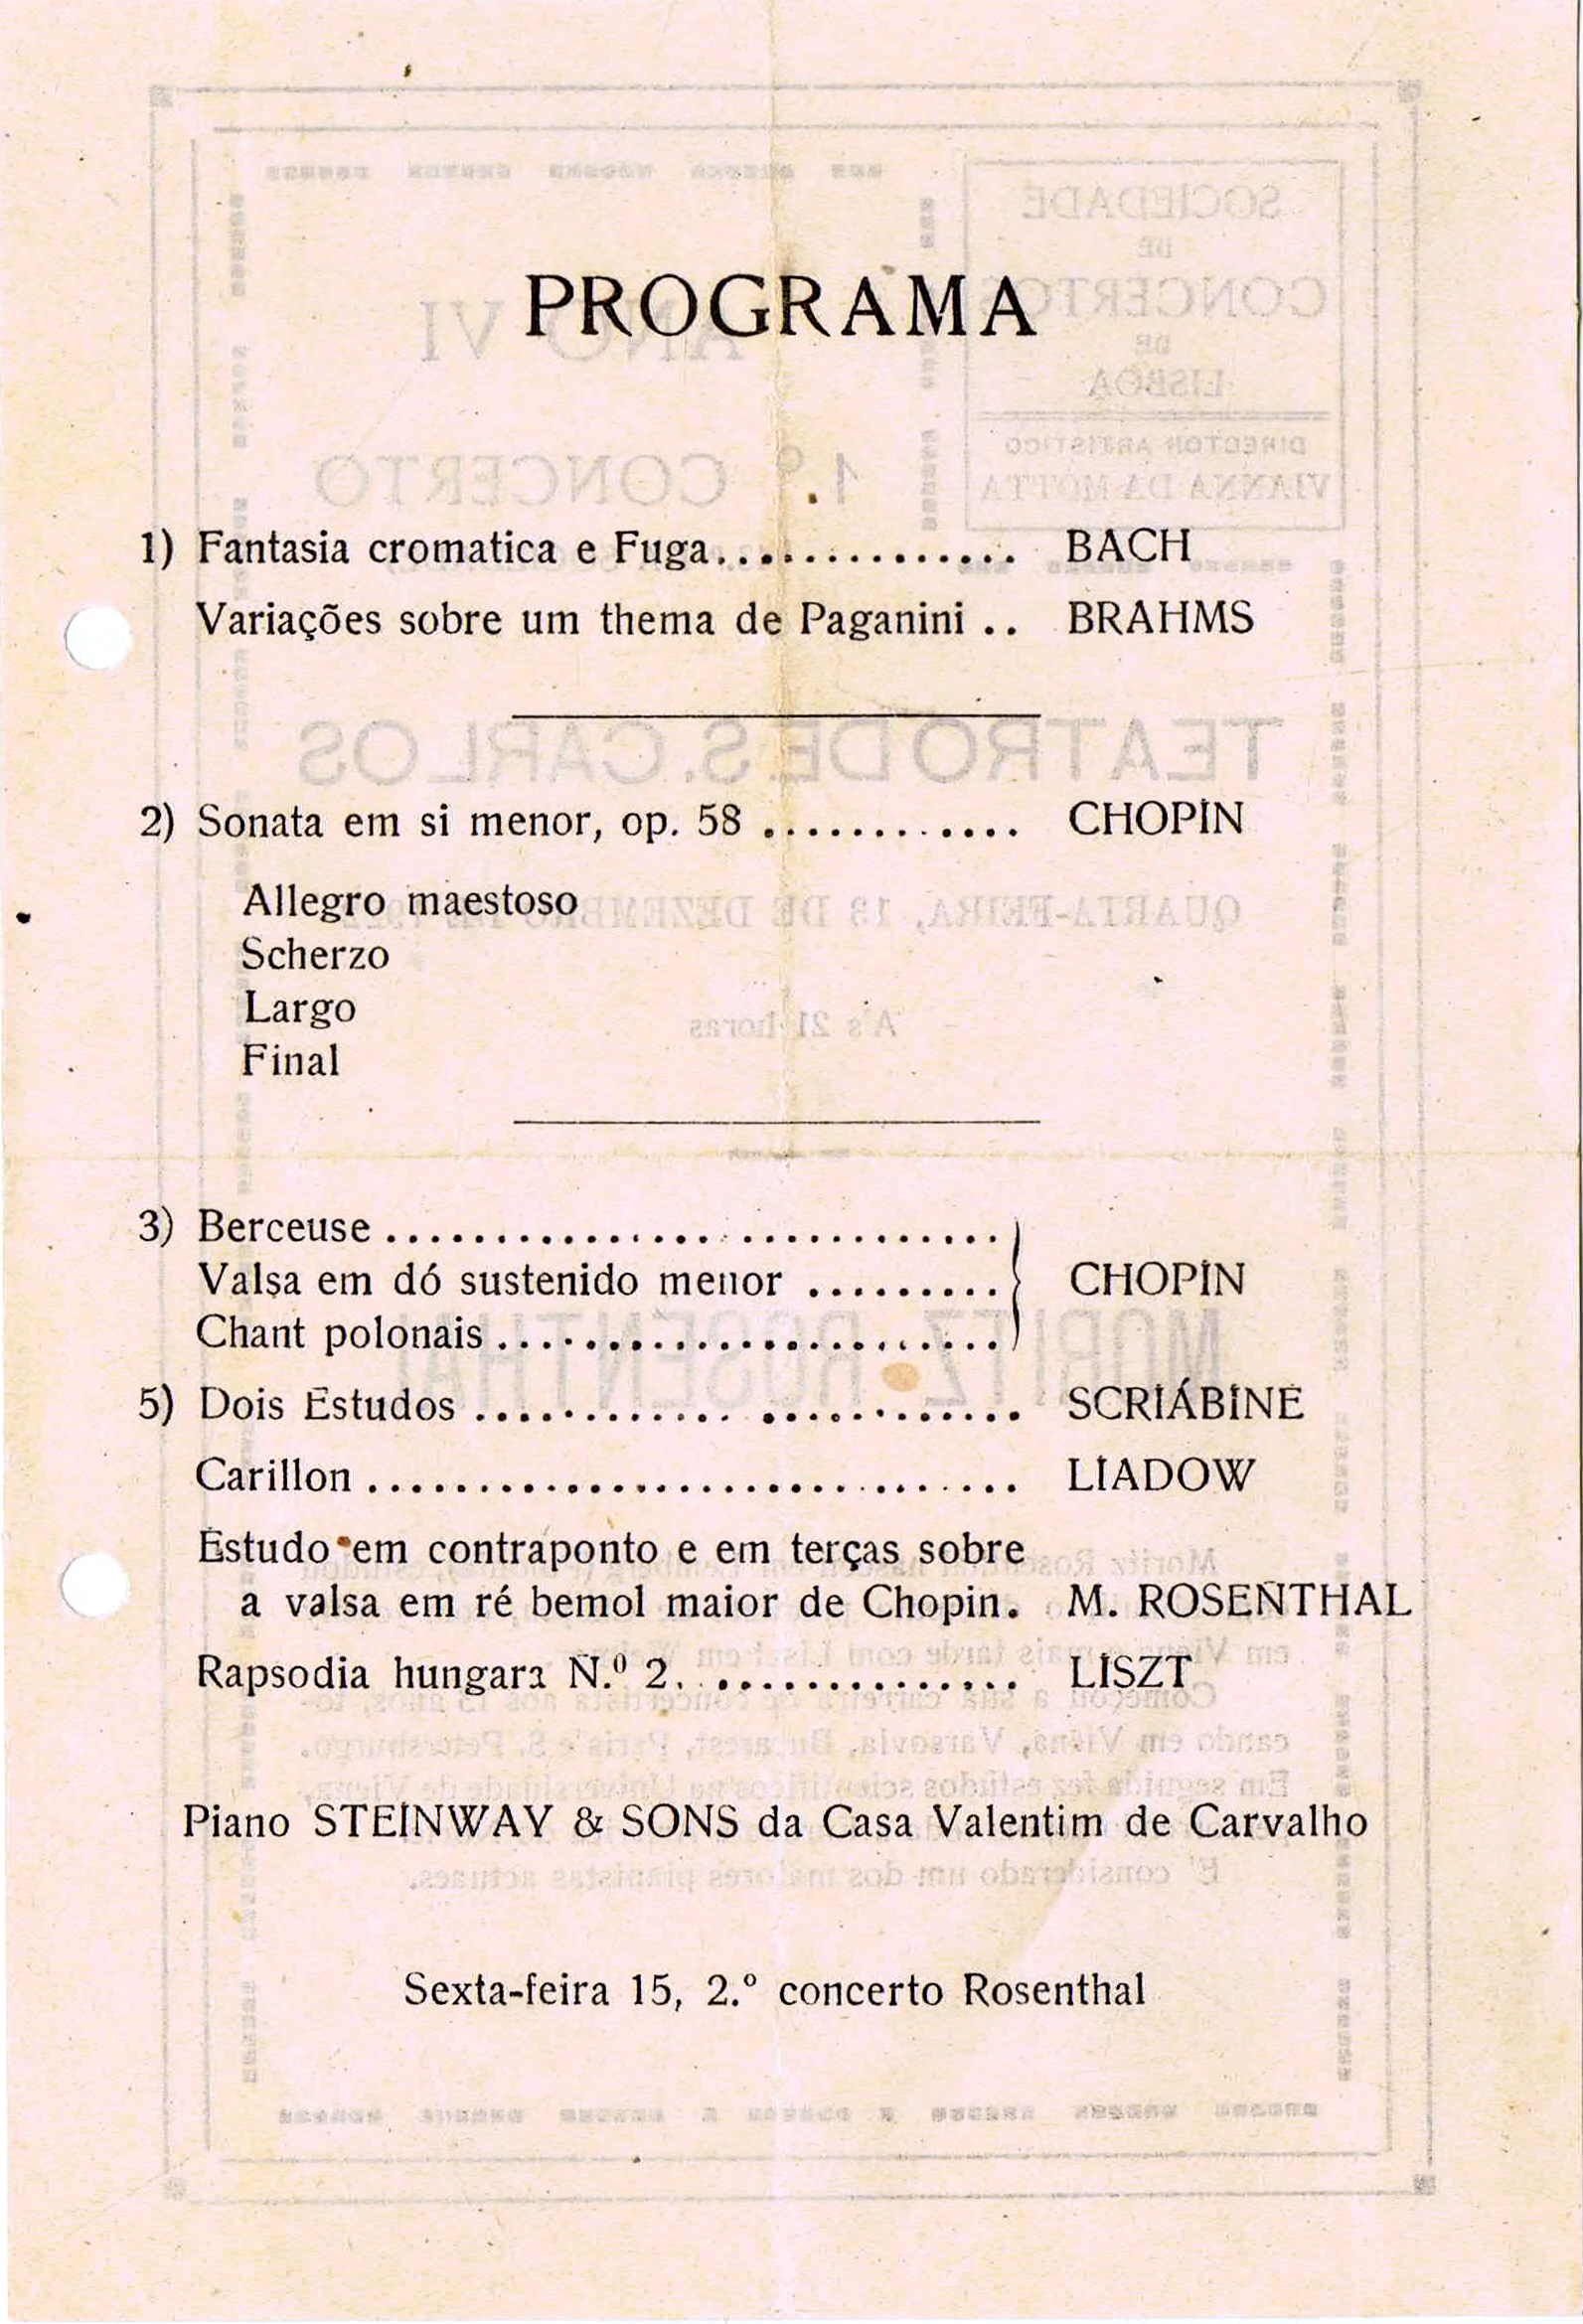 PROGRAMA
1) Fantasia cromatica e Fuga.............. BACH
Variações sobre um thema de Paganini .. BRAHMS
2) Sonata em si menor, op. 58 ............ CHOPIN
Allegro maestoso
Scherzo
Largo
Final
3) Berceuse ............................
Valsa em dó sustenido menor ......... CHOPIN
Chant polonais .......................
5) Dois Estudos ........................ SCRIÁBINE
Carillon .............................. LIADOW
Estudo em contraponto e em terças sobre
a valsa em ré bemol maior de Chopin. M. ROSENTHAL
Rapsodia hungara N.º 2. .............. LISZT
Piano STEINWAY & SONS da Casa Valentim de Carvalho
Sexta-feira 15, 2.º concerto Rosenthal